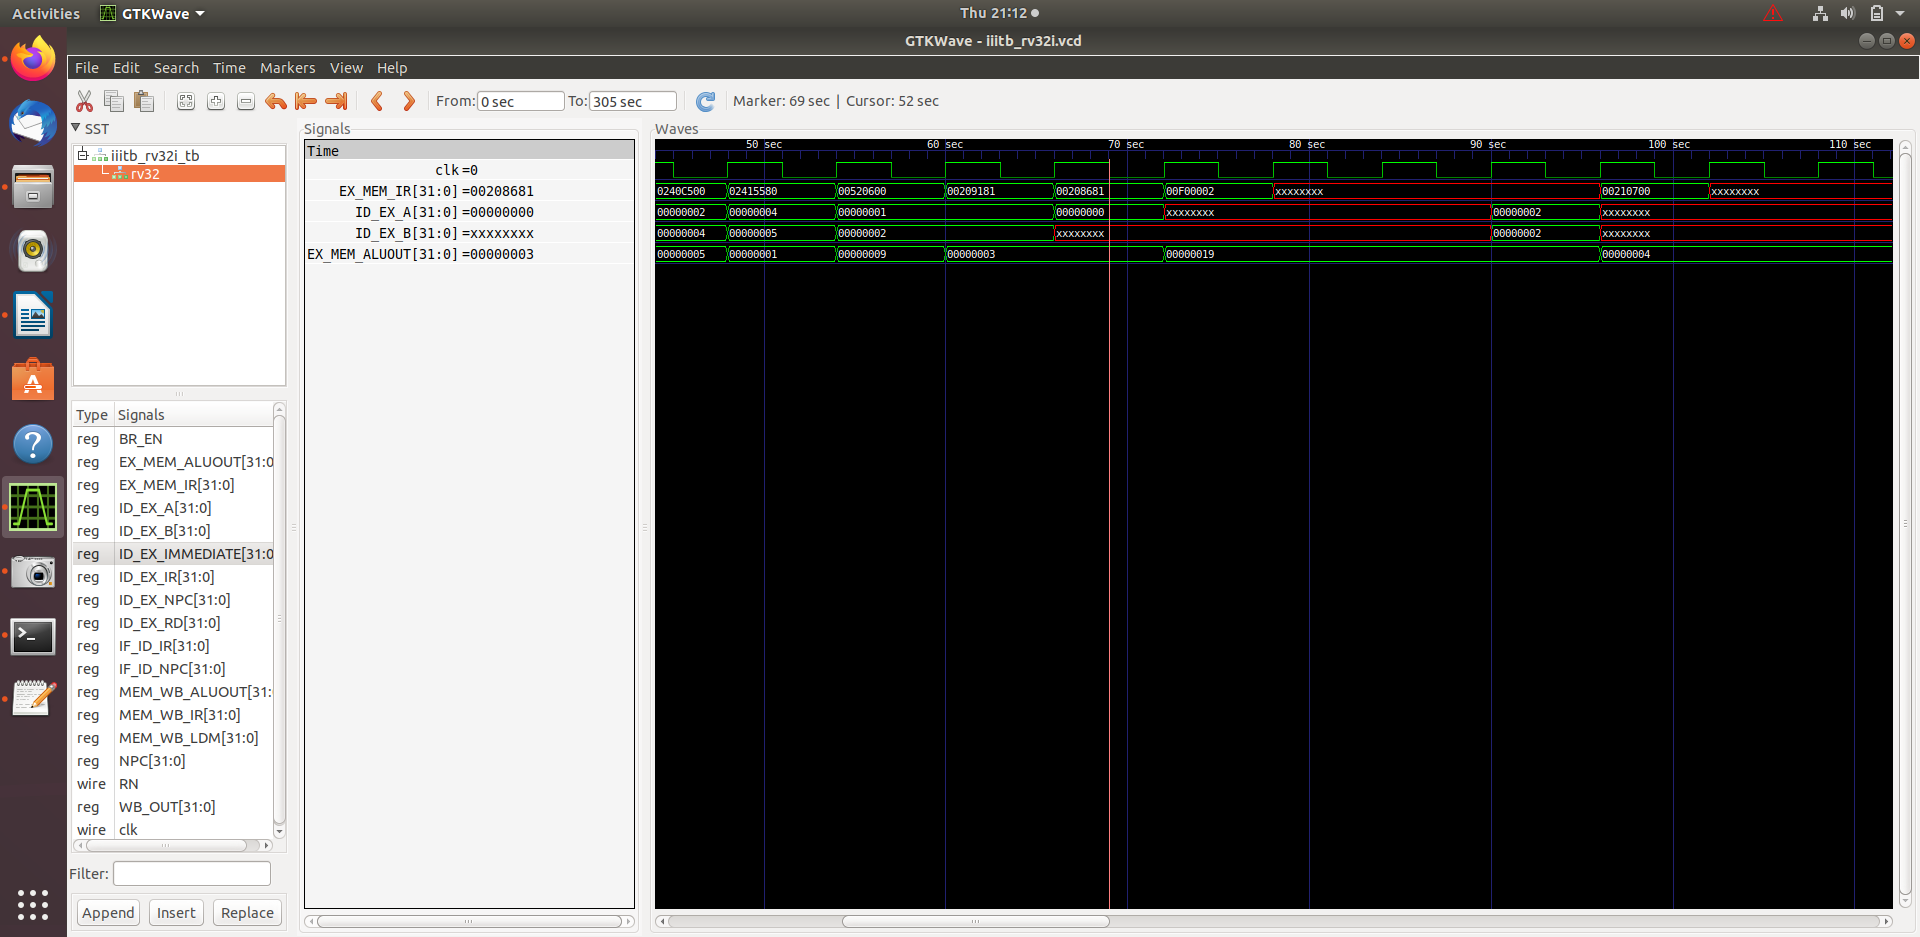 Activities GTKWave Thu 21:12
GTKWave - iiitb_rv32i.vcd
File Edit Search Time Markers View Help
From: 0 sec To: 305 sec Marker: 69 sec | Cursor: 52 sec
SST
iiitb_rv32i_tb
rv32
Type Signals
reg BR_EN
reg EX_MEM_ALUOUT[31:0
reg EX_MEM_IR[31:0]
reg ID_EX_A[31:0]
reg ID_EX_B[31:0]
reg ID_EX_IMMEDIATE[31:0
reg ID_EX_IR[31:0]
reg ID_EX_NPC[31:0]
reg ID_EX_RD[31:0]
reg IF_ID_IR[31:0]
reg IF_ID_NPC[31:0]
reg MEM_WB_ALUOUT[31:
reg MEM_WB_IR[31:0]
reg MEM_WB_LDM[31:0]
reg NPC[31:0]
wire RN
reg WB_OUT[31:0]
wire clk
Filter:
Append Insert Replace
Signals
Time
clk =0
EX_MEM_IR[31:0] =00208681
ID_EX_A[31:0] =00000000
ID_EX_B[31:0] =xxxxxxxx
EX_MEM_ALUOUT[31:0] =00000003
Waves
50 sec 60 sec 70 sec 80 sec 90 sec 100 sec 110 sec
0240C500 02415580 00520600 00209181 00208681 00F00002 xxxxxxxx 00210700 xxxxxxxx
00000002 00000004 00000001 00000000 xxxxxxxx 00000002 xxxxxxxx
00000004 00000005 00000002 xxxxxxxx 00000002 xxxxxxxx
00000005 00000001 00000009 00000003 00000019 00000004